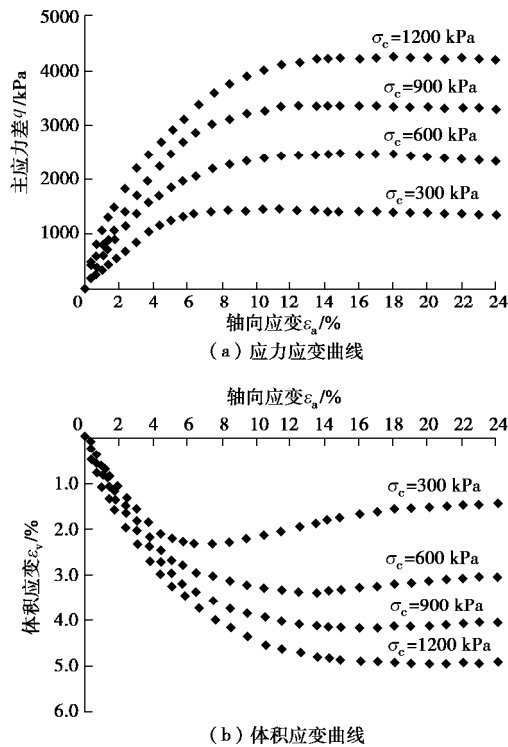 5000
4000
3000
2000
1000
0
2
4
6
8
10
12
14
16
18
20
22
24
主应力差q/kPa
σc=1200 kPa
σc=900 kPa
σc=600 kPa
σc=300 kPa
轴向应变εa/%
(a)应力应变曲线
轴向应变εa/%
0
2
4
6
8
10
12
14
16
18
20
22
24
1.0
2.0
3.0
4.0
5.0
6.0
体积应变εv/%
σc=300 kPa
σc=600 kPa
σc=900 kPa
σc=1200 kPa
(b)体积应变曲线